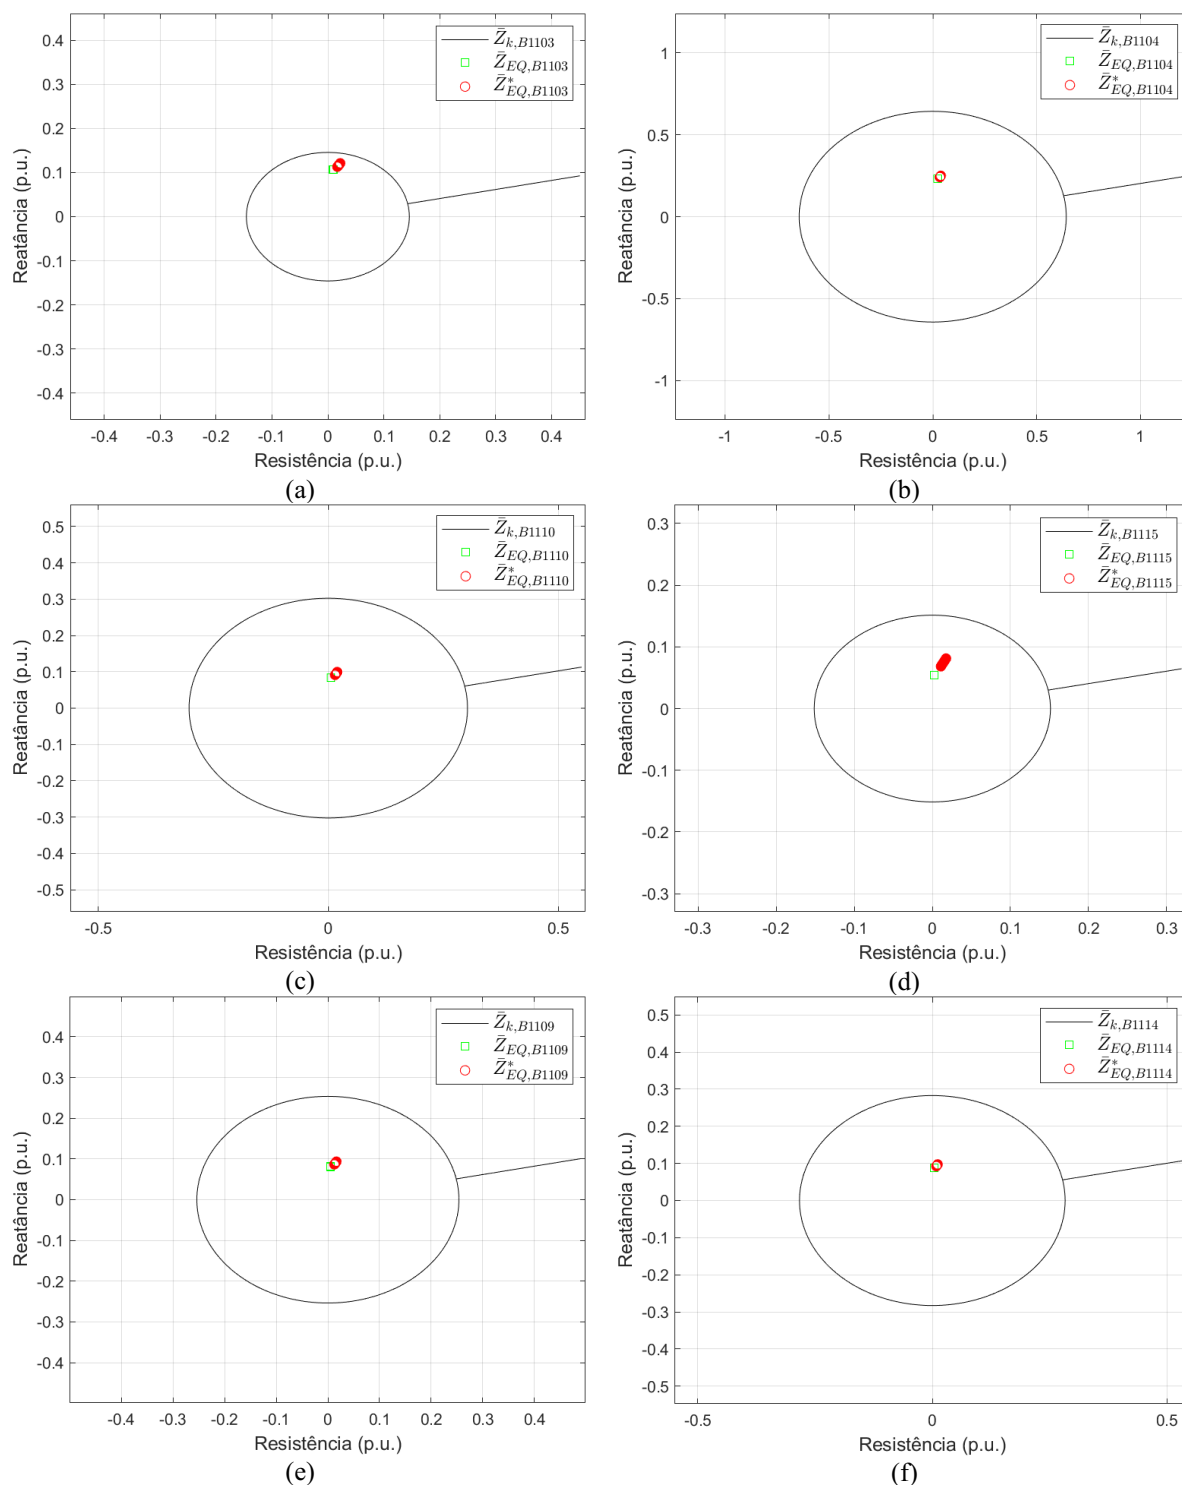 0.4
0.3
0.2
0.1
0
-0.1
-0.2
-0.3
-0.4
Reatância (p.u.)
-0.4 -0.3 -0.2 -0.1 0 0.1 0.2 0.3 0.4
Resistência (p.u.)
Z̄k,B1103
Z̄EQ,B1103
Z̄*EQ,B1103
(a)
1
0.5
0
-0.5
-1
Reatância (p.u.)
-1 -0.5 0 0.5 1
Resistência (p.u.)
Z̄k,B1104
Z̄EQ,B1104
Z̄*EQ,B1104
(b)
0.5
0.4
0.3
0.2
0.1
0
-0.1
-0.2
-0.3
-0.4
-0.5
Reatância (p.u.)
-0.5 0 0.5
Resistência (p.u.)
Z̄k,B1110
Z̄EQ,B1110
Z̄*EQ,B1110
(c)
0.3
0.2
0.1
0
-0.1
-0.2
-0.3
Reatância (p.u.)
-0.3 -0.2 -0.1 0 0.1 0.2 0.3
Resistência (p.u.)
Z̄k,B1115
Z̄EQ,B1115
Z̄*EQ,B1115
(d)
0.4
0.3
0.2
0.1
0
-0.1
-0.2
-0.3
-0.4
Reatância (p.u.)
-0.4 -0.3 -0.2 -0.1 0 0.1 0.2 0.3 0.4
Resistência (p.u.)
Z̄k,B1109
Z̄EQ,B1109
Z̄*EQ,B1109
(e)
0.5
0.4
0.3
0.2
0.1
0
-0.1
-0.2
-0.3
-0.4
-0.5
Reatância (p.u.)
-0.5 0 0.5
Resistência (p.u.)
Z̄k,B1114
Z̄EQ,B1114
Z̄*EQ,B1114
(f)